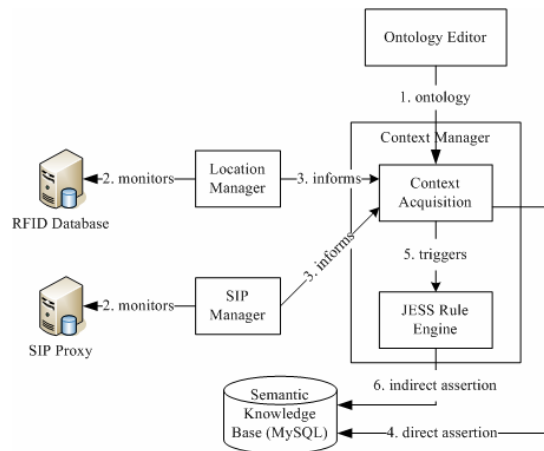 Ontology Editor
1. ontology
Context Manager
Location
Manager
2. monitors
3. informs
Context
Acquisition
RFID Database
3. informs
5. triggers
SIP
Manager
2. monitors
JESS Rule
Engine
SIP Proxy
6. indirect assertion
Semantic
Knowledge
Base (MySQL)
4. direct assertion